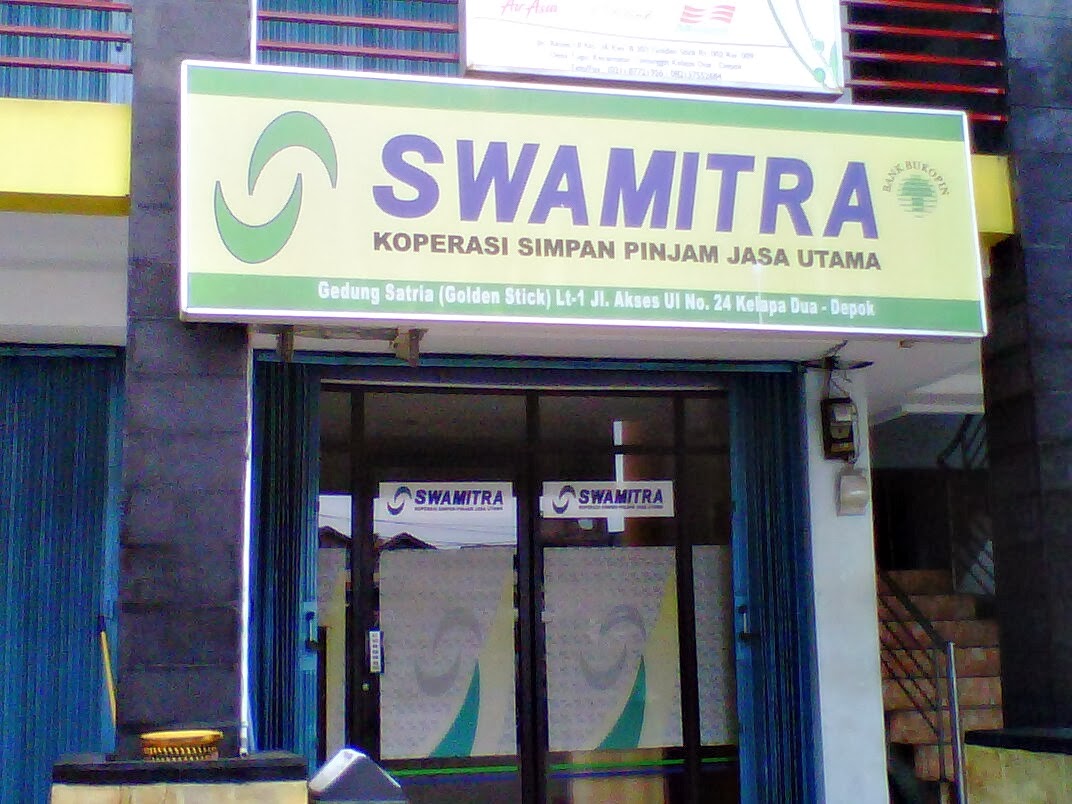 Air Asia
SWAMITRA
BANK BUKOPIN
KOPERASI SIMPAN PINJAM JASA UTAMA
Gedung Satria (Golden Stick) Lt-1 Jl. Akses UI No. 24 Kelapa Dua - Depok
SWAMITRA
KOPERASI SIMPAN PINJAM JASA UTAMA
SWAMITRA
KOPERASI SIMPAN PINJAM JASA UTAMA